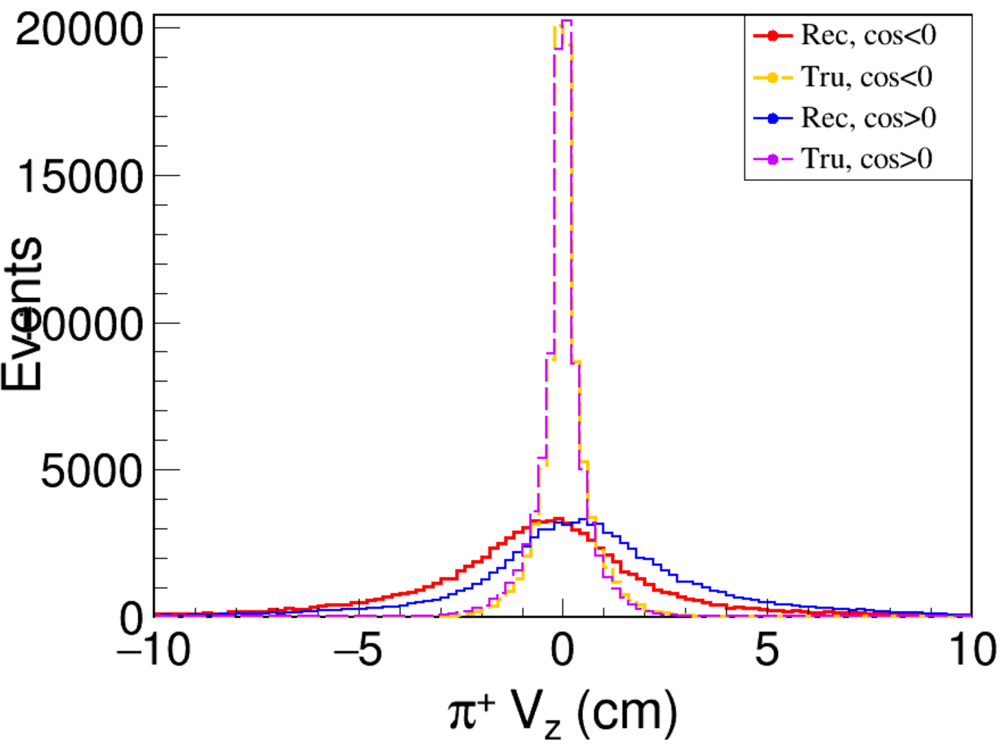 20000
15000
10000
5000
0
Events
−10
−5
0
5
10
π⁺ V_z (cm)
Rec, cos<0
Tru, cos<0
Rec, cos>0
Tru, cos>0